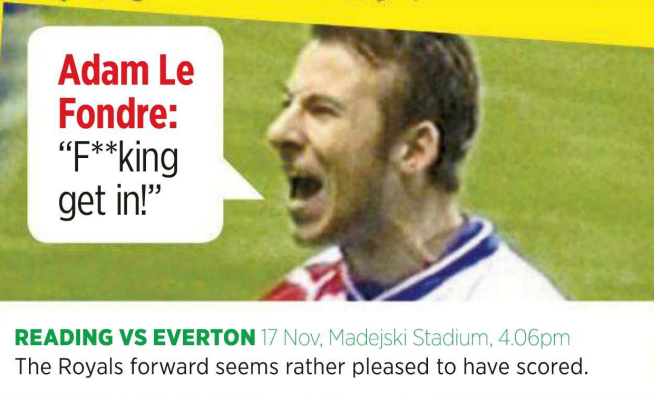 Adam Le
Fondre:
“F**king
get in!”
READING VS EVERTON 17 Nov, Madejski Stadium, 4.06pm
The Royals forward seems rather pleased to have scored.